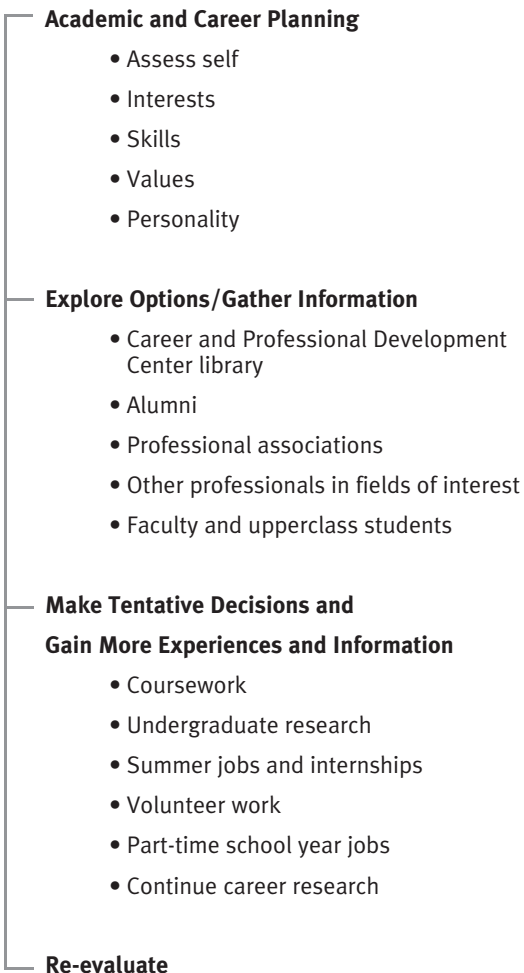 Academic and Career Planning
• Assess self
• Interests
• Skills
• Values
• Personality
Explore Options/Gather Information
• Career and Professional Development
Center library
• Alumni
• Professional associations
• Other professionals in fields of interest
• Faculty and upperclass students
Make Tentative Decisions and
Gain More Experiences and Information
• Coursework
• Undergraduate research
• Summer jobs and internships
• Volunteer work
• Part-time school year jobs
• Continue career research
Re-evaluate